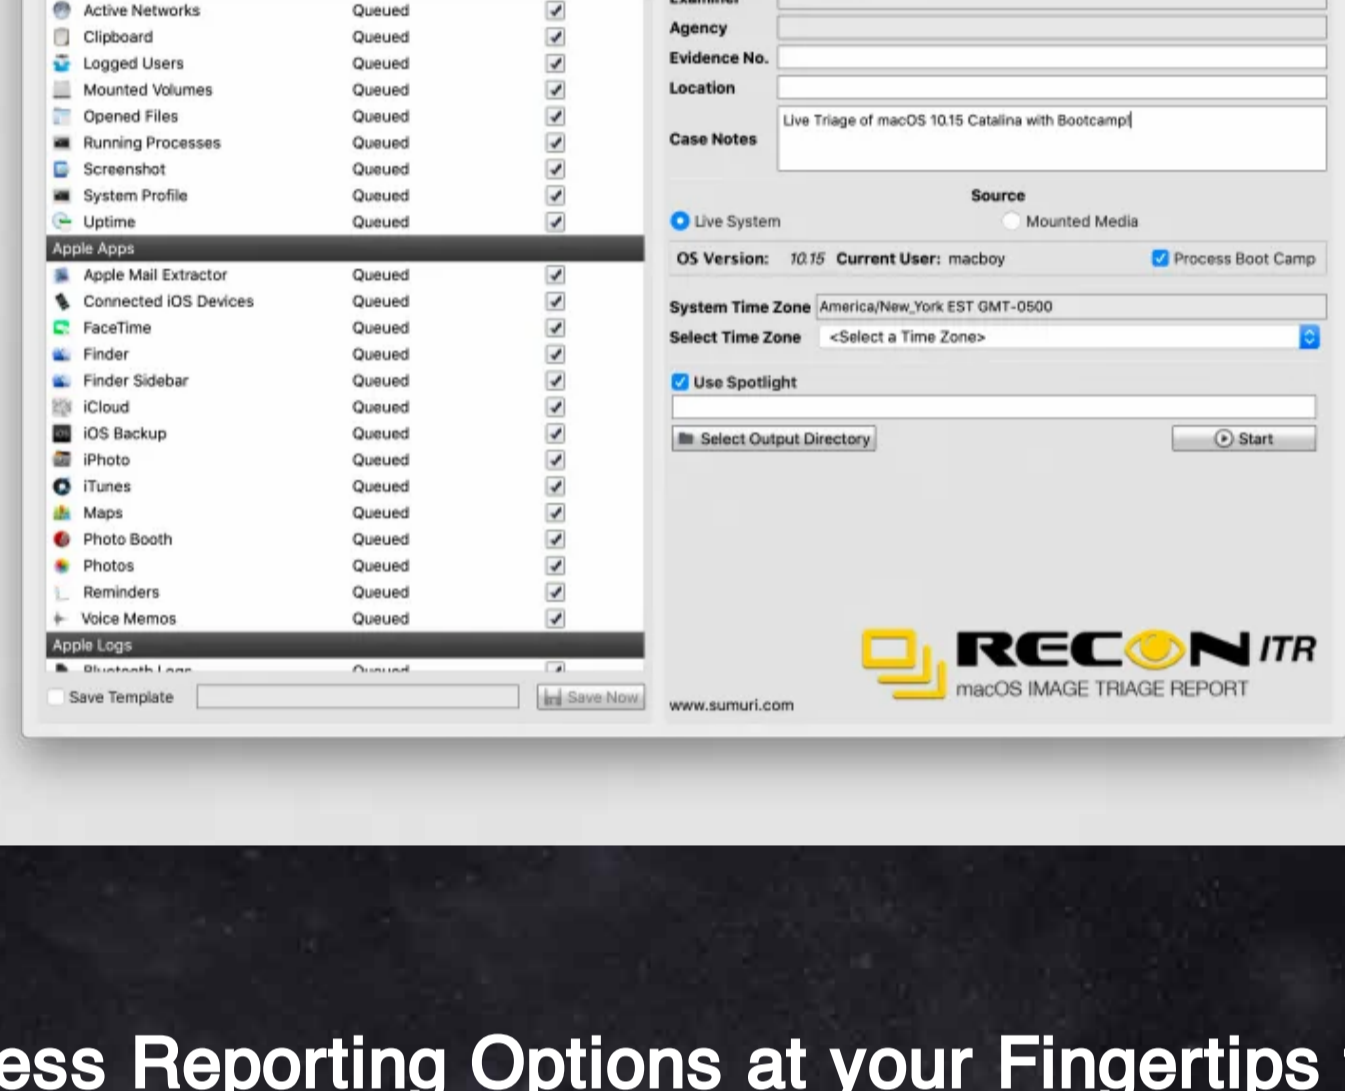 Active Networks Queued
Clipboard Queued
Logged Users Queued
Mounted Volumes Queued
Opened Files Queued
Running Processes Queued
Screenshot Queued
System Profile Queued
Uptime Queued
Apple Apps
Apple Mail Extractor Queued
Connected iOS Devices Queued
FaceTime Queued
Finder Queued
Finder Sidebar Queued
iCloud Queued
iOS Backup Queued
iPhoto Queued
iTunes Queued
Maps Queued
Photo Booth Queued
Photos Queued
Reminders Queued
Voice Memos Queued
Apple Logs
Bluetooth Logs Queued
Save Template Save Now
Examiner
Agency
Evidence No.
Location
Case Notes Live Triage of macOS 10.15 Catalina with Bootcamp!
Source
Live System Mounted Media
OS Version: 10.15 Current User: macboy Process Boot Camp
System Time Zone America/New_York EST GMT-0500
Select Time Zone <Select a Time Zone>
Use Spotlight
Select Output Directory Start
RECON ITR
macOS IMAGE TRIAGE REPORT
www.sumuri.com
ess Reporting Options at your Fingertips